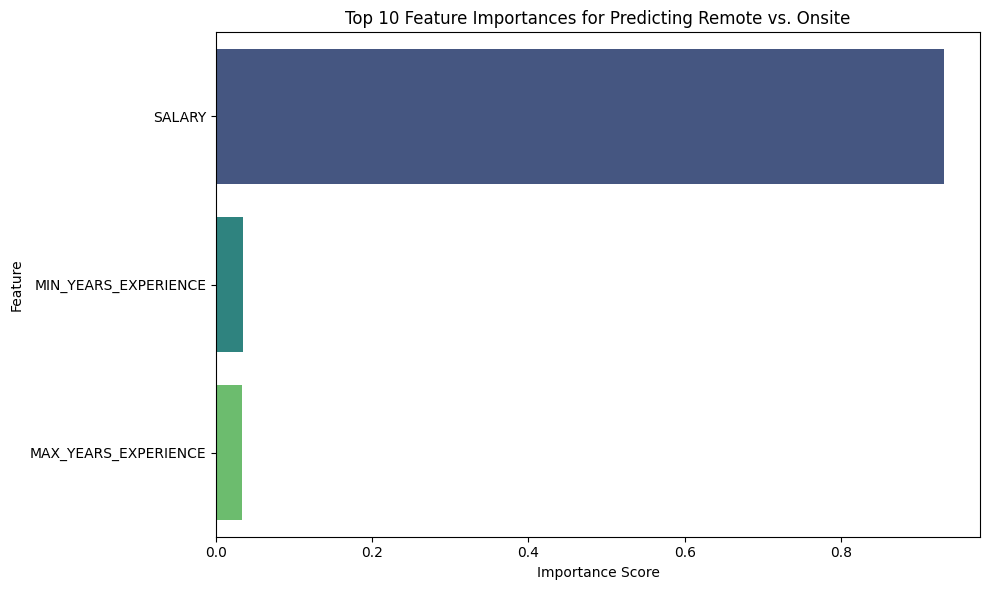 Top 10 Feature Importances for Predicting Remote vs. Onsite
Feature
SALARY
MIN_YEARS_EXPERIENCE
MAX_YEARS_EXPERIENCE
0.0 0.2 0.4 0.6 0.8
Importance Score